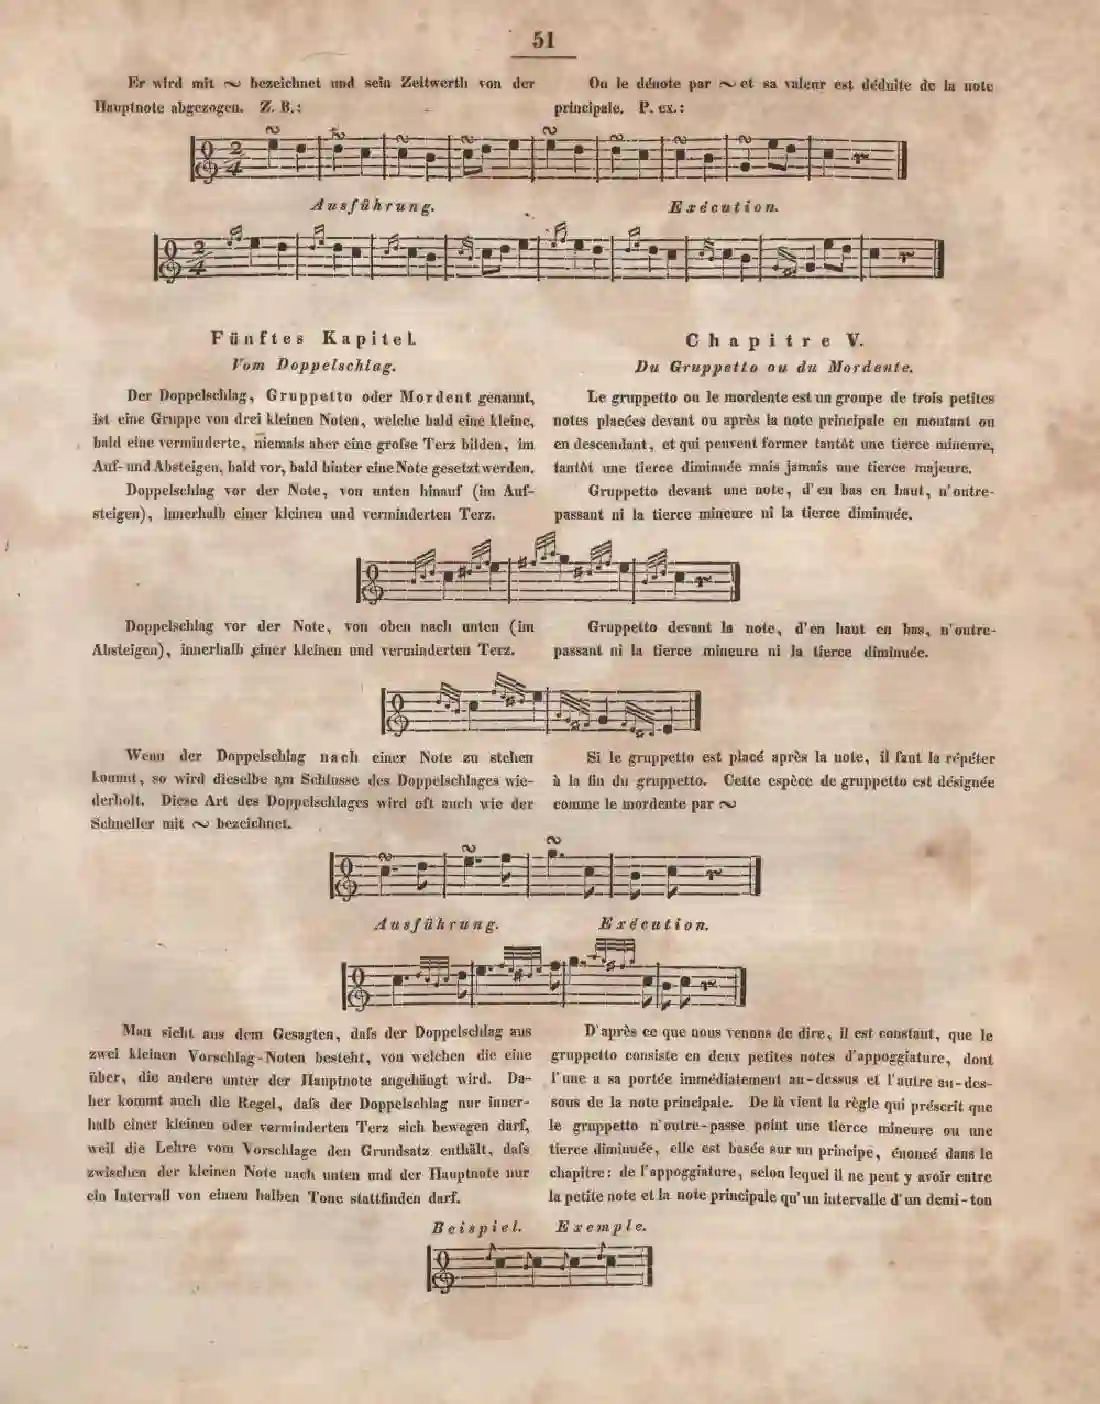 51
Er wird mit ~ bezeichnet und sein Zeitwerth von der
Hauptnote abgezogen. Z. B.:
On le dénote par ~ et sa valeur est déduite de la note
principale. P. ex.:
2/4
Ausführung.
Exécution.
2/4
Fünftes Kapitel.
Vom Doppelschlag.
Der Doppelschlag, Gruppetto oder Mordent genannt,
ist eine Gruppe von drei kleinen Noten, welche bald eine kleine,
bald eine verminderte, niemals aber eine grofse Terz bilden, im
Auf- und Absteigen, bald vor, bald hinter eine Note gesetzt werden.
Doppelschlag vor der Note, von unten hinauf (im Auf-
steigen), innerhalb einer kleinen und verminderten Terz.
Chapitre V.
Du Gruppetto ou du Mordente.
Le gruppetto ou le mordente est un groupe de trois petites
notes placées devant ou après la note principale en montant ou
en descendant, et qui peuvent former tantôt une tierce mineure,
tantôt une tierce diminuée mais jamais une tierce majeure.
Gruppetto devant une note, d'en bas en haut, n'outre-
passant ni la tierce mineure ni la tierce diminuée.
Doppelschlag vor der Note, von oben nach unten (im
Absteigen), innerhalb einer kleinen und verminderten Terz.
Gruppetto devant la note, d'en haut en bas, n'outre-
passant ni la tierce mineure ni la tierce diminuée.
Wenn der Doppelschlag nach einer Note zu stehen
kommt, so wird dieselbe am Schlusse des Doppelschlages wie-
derholt. Diese Art des Doppelschlages wird oft auch wie der
Schneller mit ~ bezeichnet.
Si le gruppetto est placé après la note, il faut la répéter
à la fin du gruppetto. Cette espèce de gruppetto est désignée
comme le mordente par ~
Ausführung.
Exécution.
Man sieht aus dem Gesagten, dafs der Doppelschlag aus
zwei kleinen Vorschlag-Noten besteht, von welchen die eine
über, die andere unter der Hauptnote angehängt wird. Da-
her kommt auch die Regel, dafs der Doppelschlag nur inner-
halb einer kleinen oder verminderten Terz sich bewegen darf,
weil die Lehre vom Vorschlage den Grundsatz enthält, dafs
zwischen der kleinen Note nach unten und der Hauptnote nur
ein Intervall von einem halben Tone stattfinden darf.
D'après ce que nous venons de dire, il est constant, que le
gruppetto consiste en deux petites notes d'appoggiature, dont
l'une a sa portée immédiatement au-dessus et l'autre au-des-
sous de la note principale. De là vient la règle qui préscrit que
le gruppetto n'outre-passe point une tierce mineure ou une
tierce diminuée, elle est basée sur un principe, énoncé dans le
chapitre: de l'appoggiature, selon lequel il ne peut y avoir entre
la petite note et la note principale qu'un intervalle d'un demi-ton
Beispiel. Exemple.